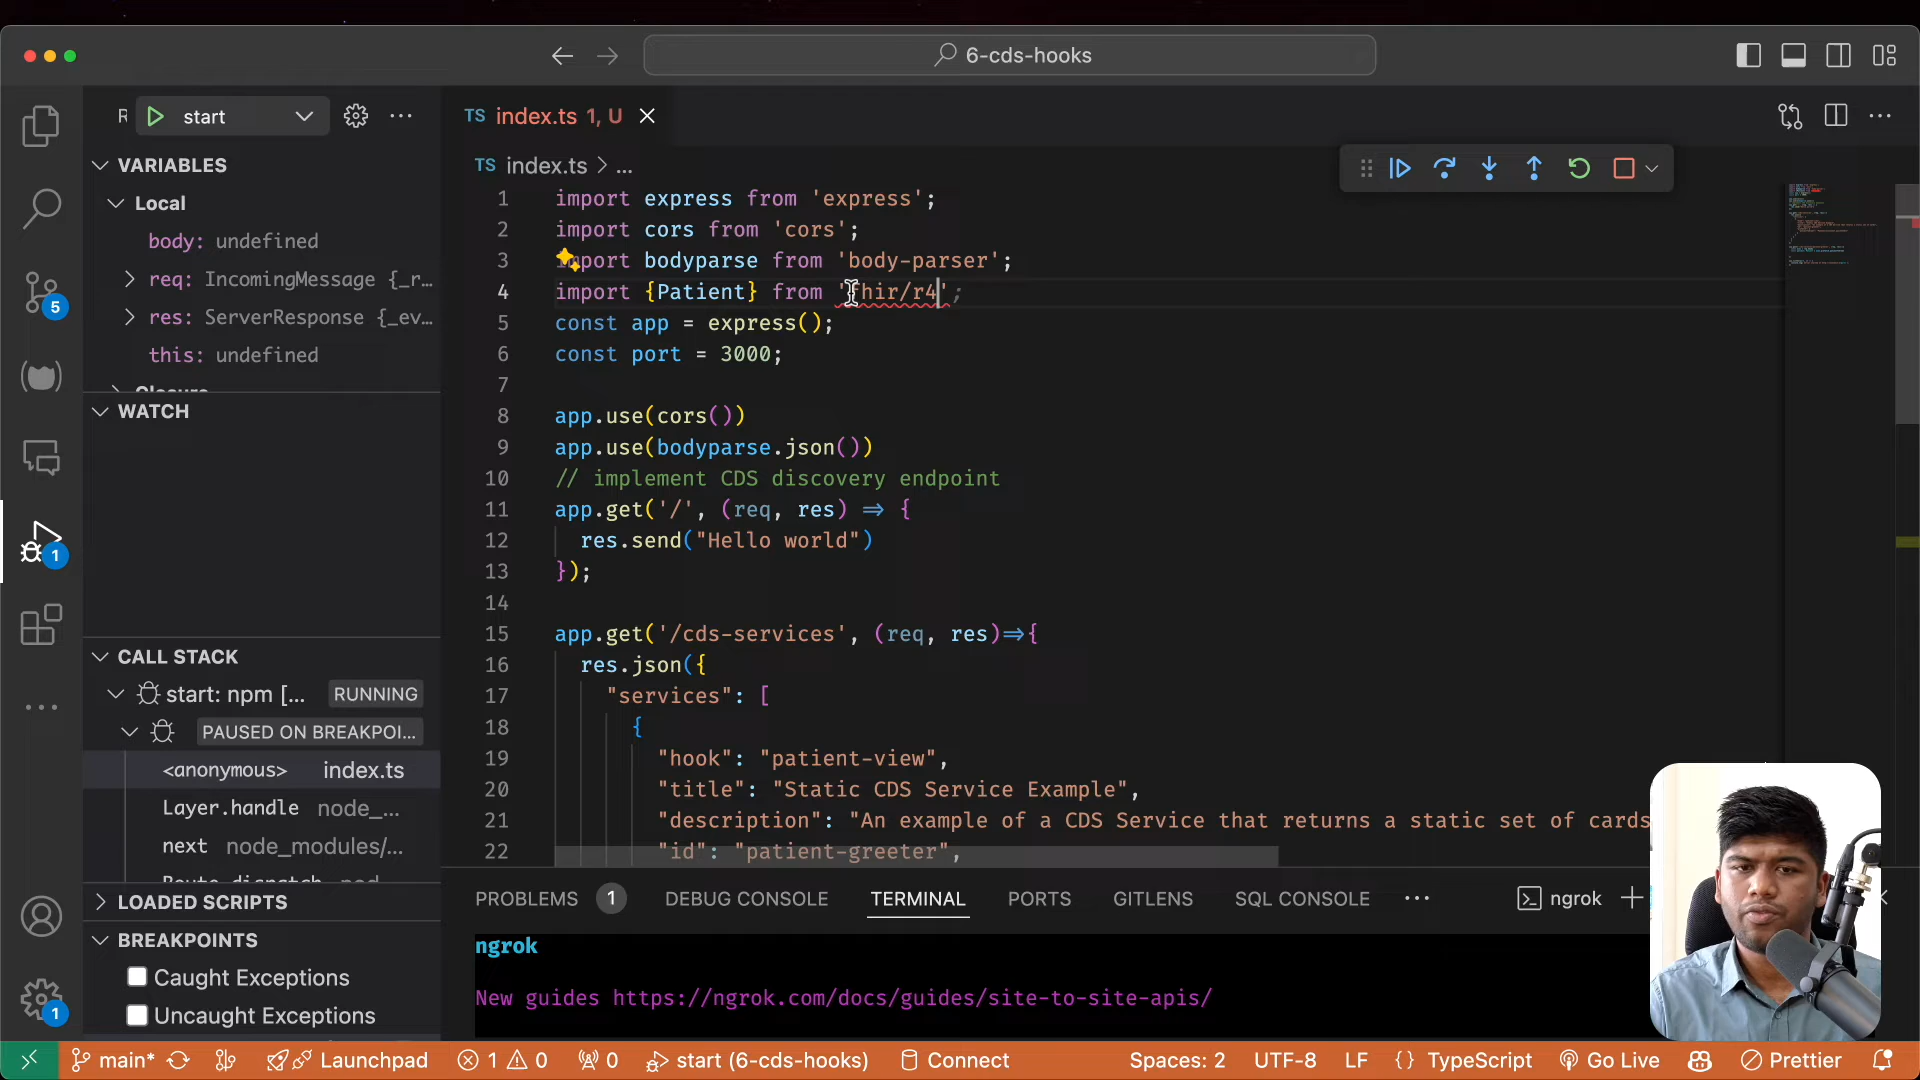 6-cds-hooks
R start
TS index.ts 1, U
TS index.ts > ...
VARIABLES
Local
body: undefined
req: IncomingMessage {_r...
res: ServerResponse {_ev...
this: undefined
Closure
WATCH
CALL STACK
start: npm [... RUNNING
PAUSED ON BREAKPOI...
<anonymous> index.ts
Layer.handle node_...
next node_modules/...
Route.dispatch nod
LOADED SCRIPTS
BREAKPOINTS
Caught Exceptions
Uncaught Exceptions
5
1
1
1 import express from 'express';
2 import cors from 'cors';
3 import bodyparse from 'body-parser';
4 import {Patient} from 'fhir/r4';
5 const app = express();
6 const port = 3000;
7
8 app.use(cors())
9 app.use(bodyparse.json())
10 // implement CDS discovery endpoint
11 app.get('/', (req, res) => {
12 res.send("Hello world")
13 });
14
15 app.get('/cds-services', (req, res)=>{
16 res.json({
17 "services": [
18 {
19 "hook": "patient-view",
20 "title": "Static CDS Service Example",
21 "description": "An example of a CDS Service that returns a static set of cards
22 "id": "patient-greeter",
PROBLEMS 1 DEBUG CONSOLE TERMINAL PORTS GITLENS SQL CONSOLE ... ngrok
ngrok
New guides https://ngrok.com/docs/guides/site-to-site-apis/
main* Launchpad 1 0 0 start (6-cds-hooks) Connect Spaces: 2 UTF-8 LF {} TypeScript Go Live Prettier